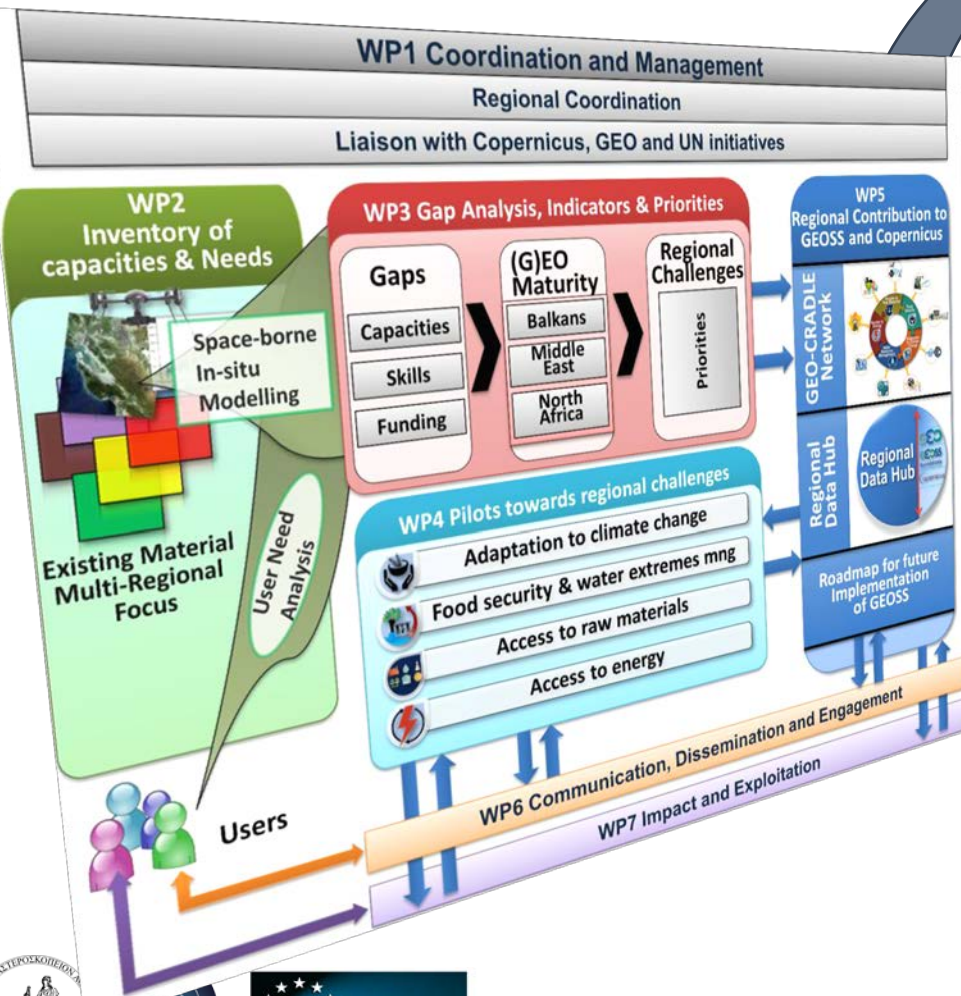 WP1 Coordination and Management
Regional Coordination
Liaison with Copernicus, GEO and UN initiatives
WP2
Inventory of
capacities & Needs
Space-borne
In-situ
Modelling
Existing Material
Multi-Regional
Focus
User Need
Analysis
WP3 Gap Analysis, Indicators & Priorities
Gaps
Capacities
Skills
Funding
(G)EO
Maturity
Balkans
Middle
East
North
Africa
Regional
Challenges
Priorities
WP4 Pilots towards regional challenges
Adaptation to climate change
Food security & water extremes mng
Access to raw materials
Access to energy
WP5
Regional Contribution to
GEOSS and Copernicus
GEO-CRADLE
Network
Regional
Data Hub
Regional
Data Hub
Roadmap for future
Implementation
of GEOSS
Users
WP6 Communication, Dissemination and Engagement
WP7 Impact and Exploitation